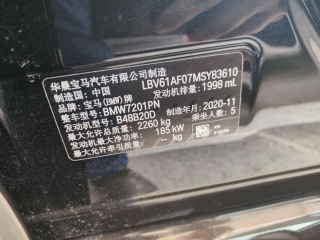 华晨宝马汽车有限公司制造
制造国：中国 LBV61AF07MSY83610
品牌：宝马(BMW)牌 发动机排量：1998 mL
整车型号：BMW7201PN
发动机型号：B48B20D 制造年月：2020-11
最大允许总质量：2260 kg 乘坐人数：5
发动机最大净功率：185 kW
最大允许牵引质量：— kg